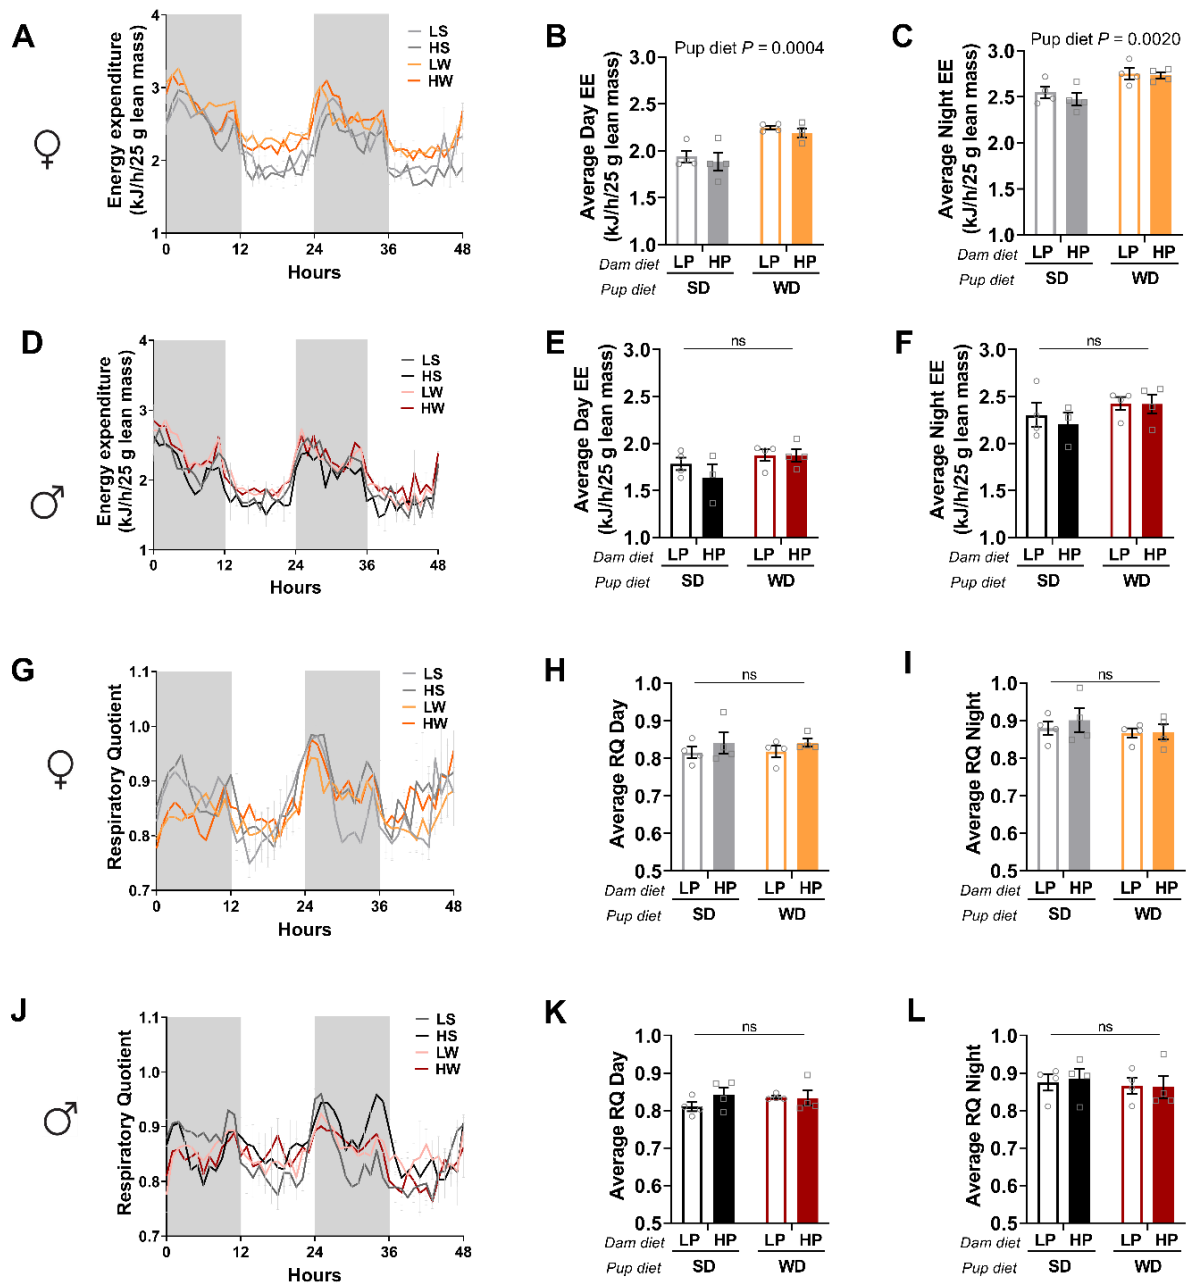 A
Energy expenditure
(kJ/h/25 g lean mass)
4
3
2
1
0 12 24 36 48
Hours
LS
HS
LW
HW
B
Pup diet P = 0.0004
Average Day EE
(kJ/h/25 g lean mass)
3.0
2.5
2.0
1.5
1.0
Dam diet LP HP LP HP
Pup diet SD WD
C
Pup diet P = 0.0020
Average Night EE
(kJ/h/25 g lean mass)
3.0
2.5
2.0
1.5
1.0
Dam diet LP HP LP HP
Pup diet SD WD
D
Energy expenditure
(kJ/h/25 g lean mass)
4
3
2
1
0 12 24 36 48
Hours
LS
HS
LW
HW
E
ns
Average Day EE
(kJ/h/25 g lean mass)
3.0
2.5
2.0
1.5
1.0
Dam diet LP HP LP HP
Pup diet SD WD
F
ns
Average Night EE
(kJ/h/25 g lean mass)
3.0
2.5
2.0
1.5
1.0
Dam diet LP HP LP HP
Pup diet SD WD
G
Respiratory Quotient
1.1
1.0
0.9
0.8
0.7
0 12 24 36 48
Hours
LS
HS
LW
HW
H
ns
Average RQ Day
1.0
0.9
0.8
0.7
0.6
0.5
Dam diet LP HP LP HP
Pup diet SD WD
I
ns
Average RQ Night
1.0
0.9
0.8
0.7
0.6
0.5
Dam diet LP HP LP HP
Pup diet SD WD
J
Respiratory Quotient
1.1
1.0
0.9
0.8
0.7
0 12 24 36 48
Hours
LS
HS
LW
HW
K
ns
Average RQ Day
1.0
0.9
0.8
0.7
0.6
0.5
Dam diet LP HP LP HP
Pup diet SD WD
L
ns
Average RQ Night
1.0
0.9
0.8
0.7
0.6
0.5
Dam diet LP HP LP HP
Pup diet SD WD